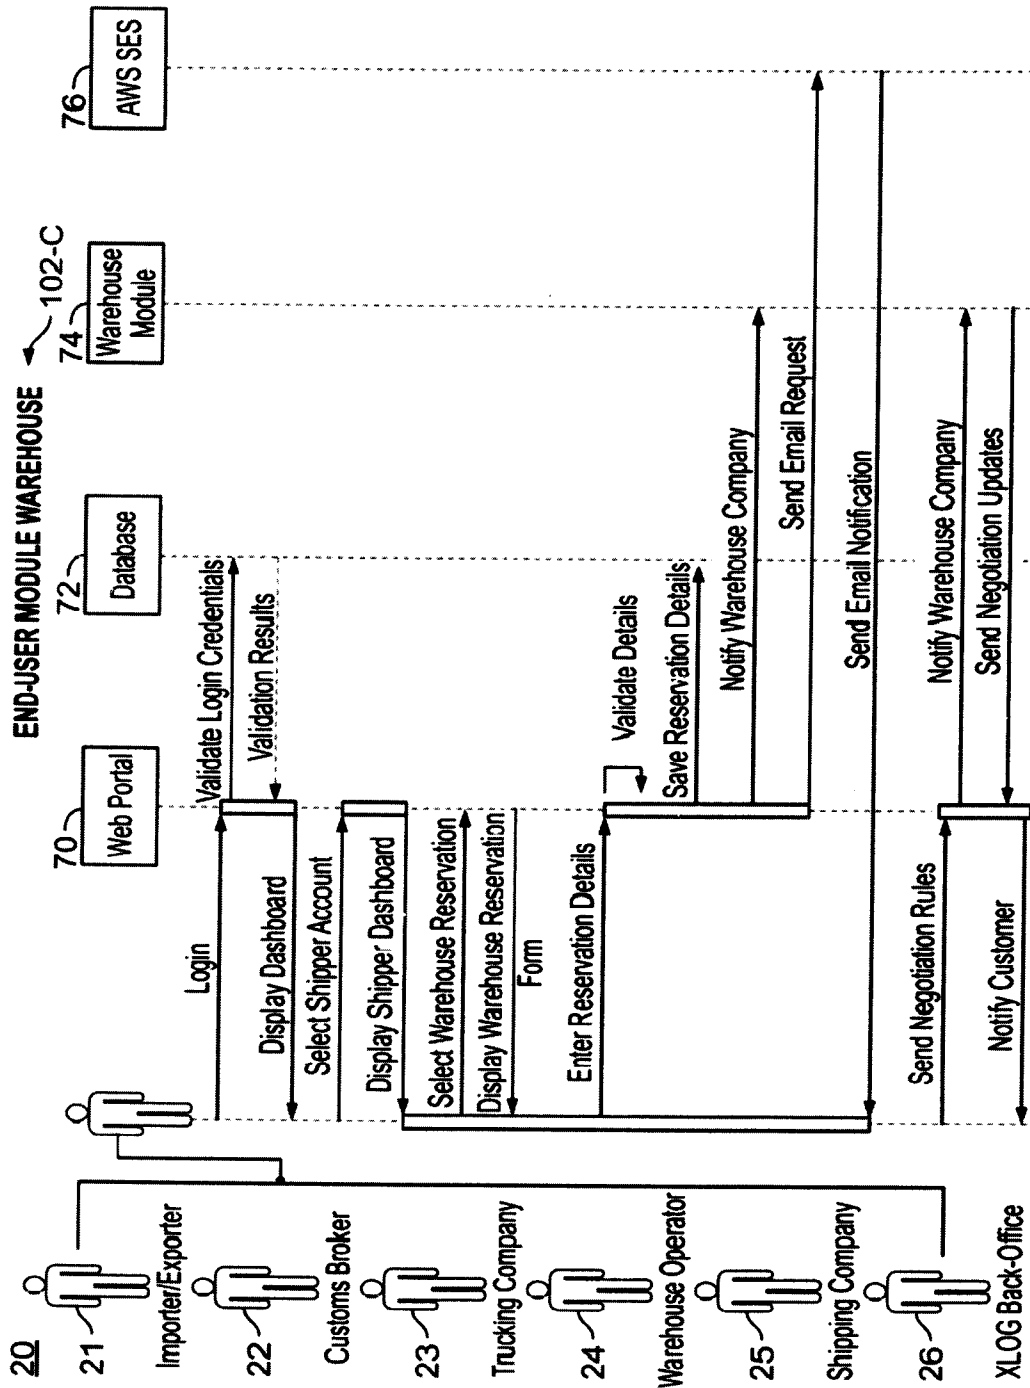 END-USER MODULE WAREHOUSE
102-C
20
21
Importer/Exporter
22
Customs Broker
23
Trucking Company
24
Warehouse Operator
25
Shipping Company
26
XLOG Back-Office
70
Web Portal
72
Database
74
Warehouse
Module
76
AWS SES
Login
Validate Login Credentials
Validation Results
Display Dashboard
Select Shipper Account
Display Shipper Dashboard
Select Warehouse Reservation
Display Warehouse Reservation
Form
Enter Reservation Details
Validate Details
Save Reservation Details
Notify Warehouse Company
Send Email Request
Send Email Notification
Send Negotiation Rules
Notify Warehouse Company
Send Negotiation Updates
Notify Customer